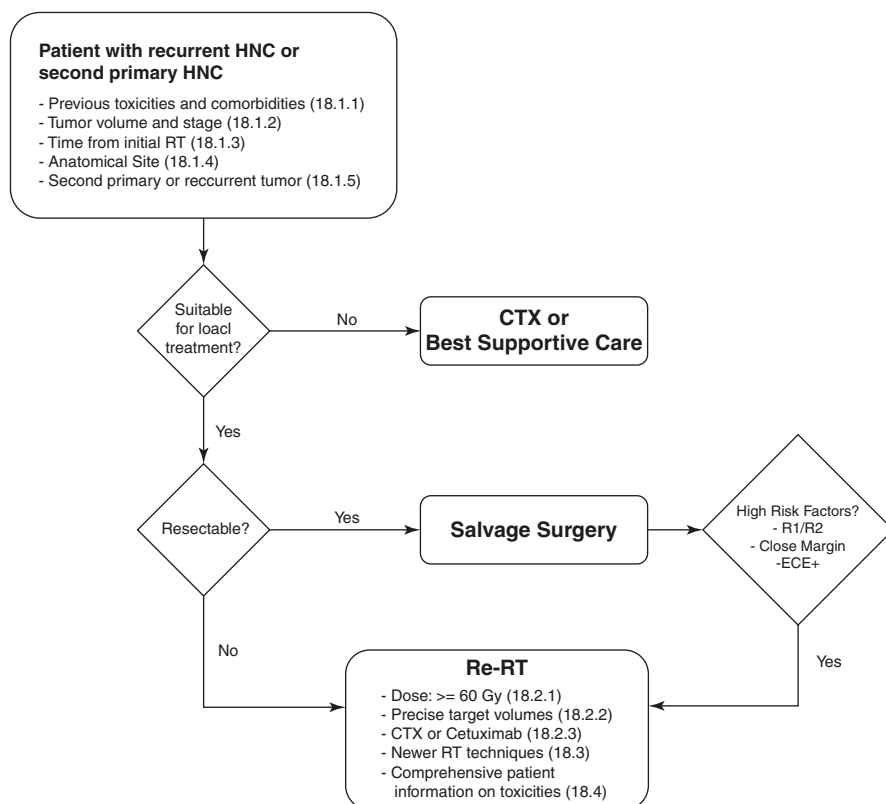 Patient with recurrent HNC or
second primary HNC
- Previous toxicities and comorbidities (18.1.1)
- Tumor volume and stage (18.1.2)
- Time from initial RT (18.1.3)
- Anatomical Site (18.1.4)
- Second primary or reccurrent tumor (18.1.5)
Suitable
for loacl
treatment?
No
CTX or
Best Supportive Care
Yes
Resectable?
Yes
Salvage Surgery
High Risk Factors?
- R1/R2
- Close Margin
-ECE+
No
Yes
Re-RT
- Dose: >= 60 Gy (18.2.1)
- Precise target volumes (18.2.2)
- CTX or Cetuximab (18.2.3)
- Newer RT techniques (18.3)
- Comprehensive patient
information on toxicities (18.4)